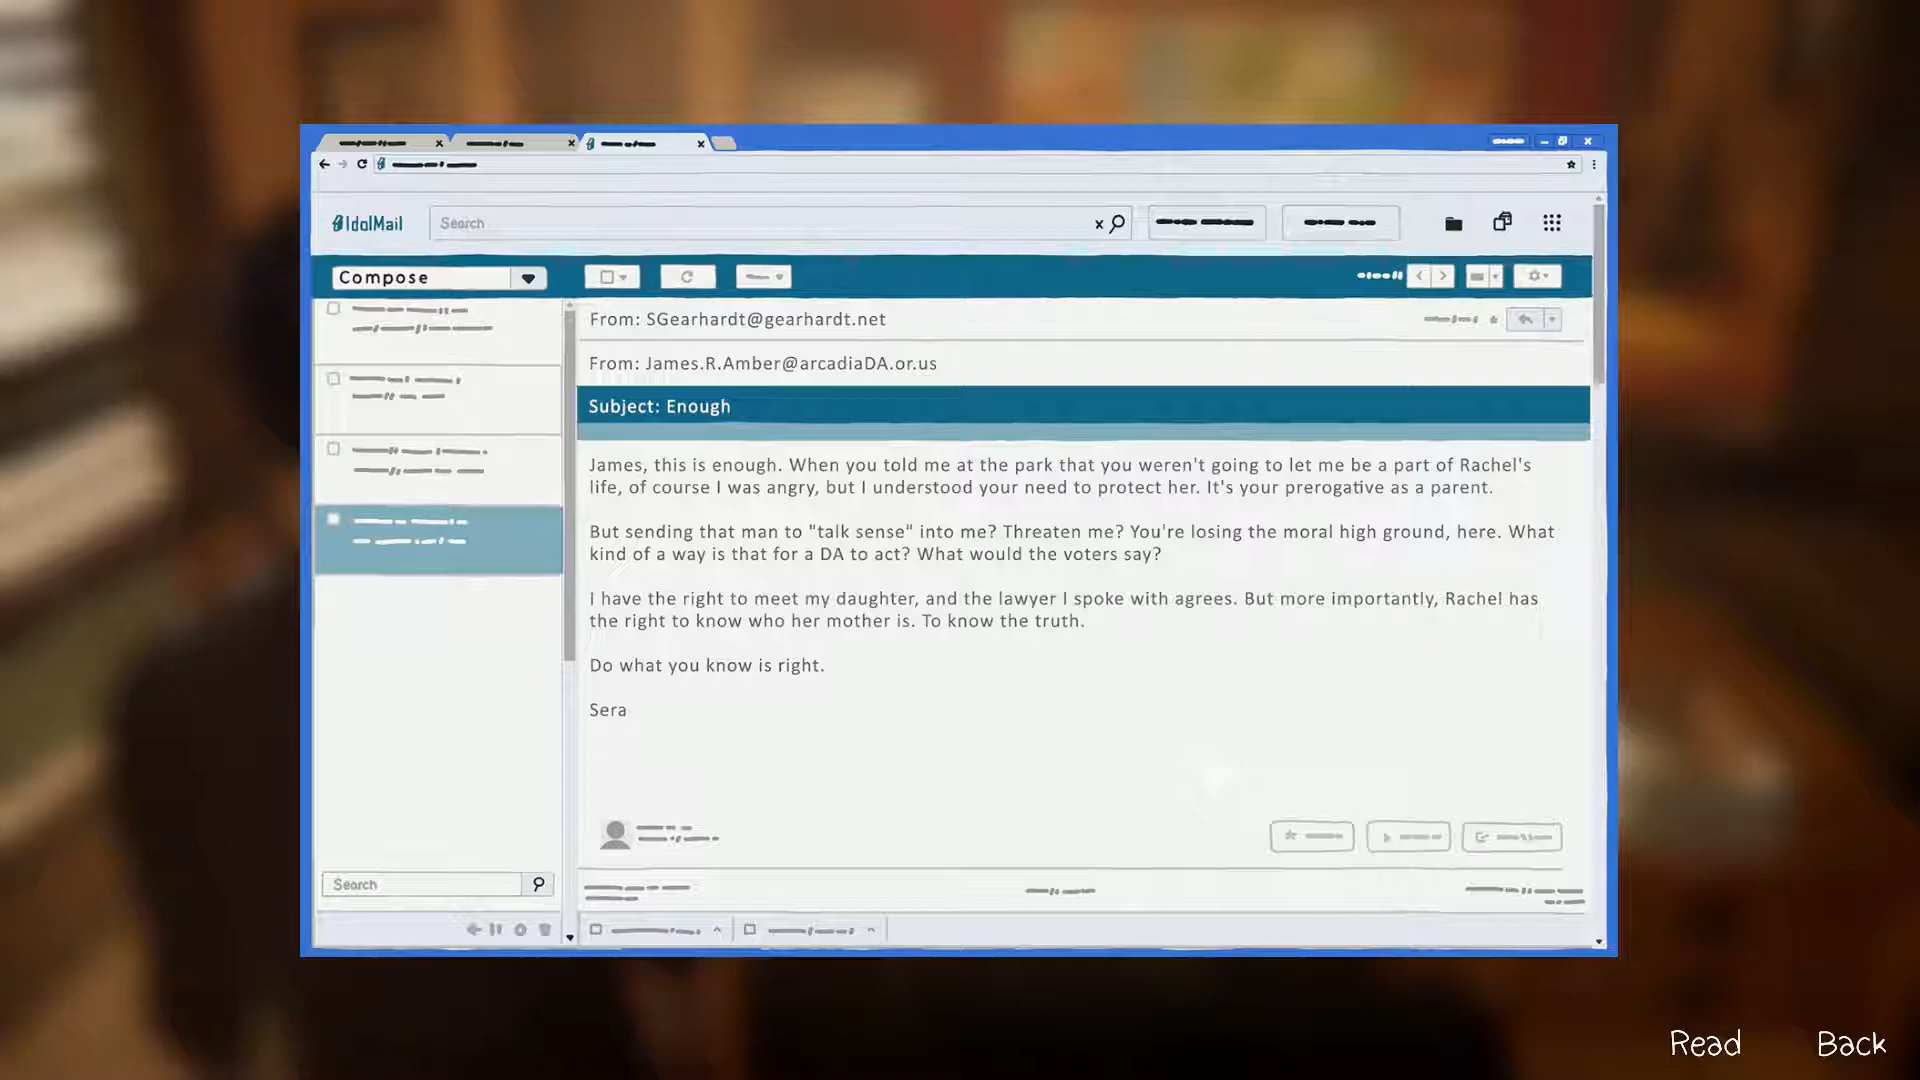 IdolMail
Search
Compose
From: SGearhardt@gearhardt.net
From: James.R.Amber@arcadiaDA.or.us
Subject: Enough
James, this is enough. When you told me at the park that you weren't going to let me be a part of Rachel's
life, of course I was angry, but I understood your need to protect her. It's your prerogative as a parent.
But sending that man to "talk sense" into me? Threaten me? You're losing the moral high ground, here. What
kind of a way is that for a DA to act? What would the voters say?
I have the right to meet my daughter, and the lawyer I spoke with agrees. But more importantly, Rachel has
the right to know who her mother is. To know the truth.
Do what you know is right.
Sera
Search
Read
Back